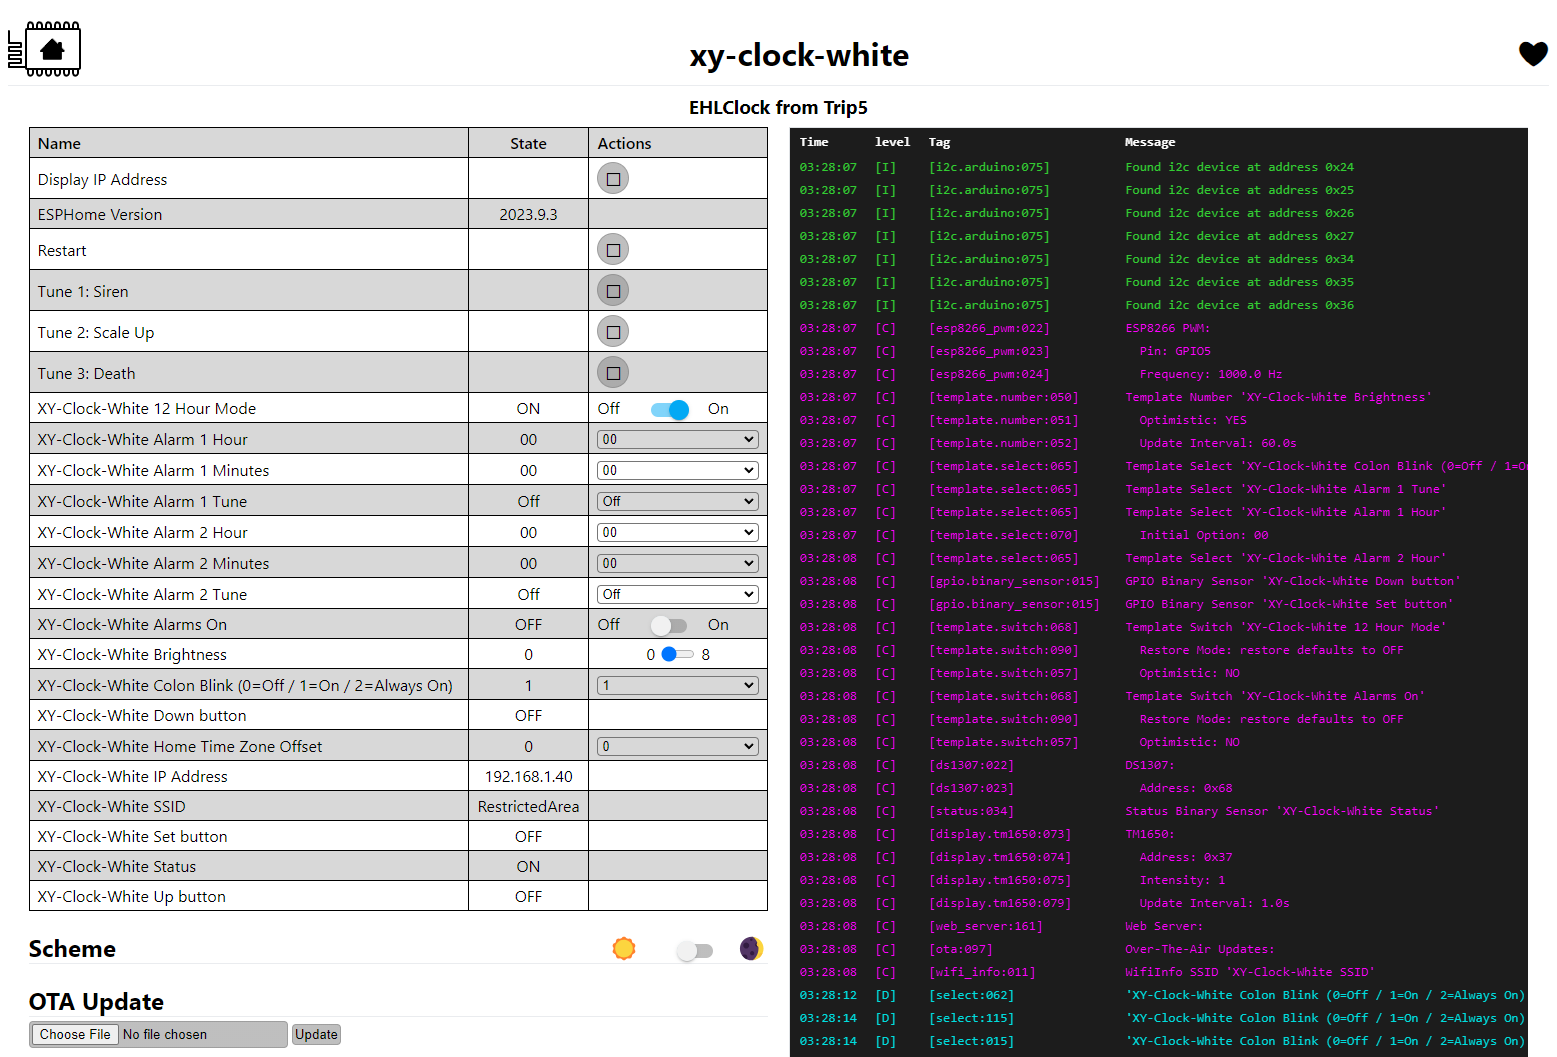 xy-clock-white
EHLClock from Trip5
Name State Actions
Display IP Address
ESPHome Version 2023.9.3
Restart
Tune 1: Siren
Tune 2: Scale Up
Tune 3: Death
XY-Clock-White 12 Hour Mode ON Off On
XY-Clock-White Alarm 1 Hour 00 00
XY-Clock-White Alarm 1 Minutes 00 00
XY-Clock-White Alarm 1 Tune Off Off
XY-Clock-White Alarm 2 Hour 00 00
XY-Clock-White Alarm 2 Minutes 00 00
XY-Clock-White Alarm 2 Tune Off Off
XY-Clock-White Alarms On OFF Off On
XY-Clock-White Brightness 0 0 8
XY-Clock-White Colon Blink (0=Off / 1=On / 2=Always On) 1 1
XY-Clock-White Down button OFF
XY-Clock-White Home Time Zone Offset 0 0
XY-Clock-White IP Address 192.168.1.40
XY-Clock-White SSID RestrictedArea
XY-Clock-White Set button OFF
XY-Clock-White Status ON
XY-Clock-White Up button OFF
Scheme
OTA Update
Choose File No file chosen Update
Time level Tag Message
03:28:07 [I] [i2c.arduino:075] Found i2c device at address 0x24
03:28:07 [I] [i2c.arduino:075] Found i2c device at address 0x25
03:28:07 [I] [i2c.arduino:075] Found i2c device at address 0x26
03:28:07 [I] [i2c.arduino:075] Found i2c device at address 0x27
03:28:07 [I] [i2c.arduino:075] Found i2c device at address 0x34
03:28:07 [I] [i2c.arduino:075] Found i2c device at address 0x35
03:28:07 [I] [i2c.arduino:075] Found i2c device at address 0x36
03:28:07 [C] [esp8266_pwm:022] ESP8266 PWM:
03:28:07 [C] [esp8266_pwm:023] Pin: GPIO5
03:28:07 [C] [esp8266_pwm:024] Frequency: 1000.0 Hz
03:28:07 [C] [template.number:050] Template Number 'XY-Clock-White Brightness'
03:28:07 [C] [template.number:051] Optimistic: YES
03:28:07 [C] [template.number:052] Update Interval: 60.0s
03:28:07 [C] [template.select:065] Template Select 'XY-Clock-White Colon Blink (0=Off / 1=O
03:28:07 [C] [template.select:065] Template Select 'XY-Clock-White Alarm 1 Tune'
03:28:07 [C] [template.select:065] Template Select 'XY-Clock-White Alarm 1 Hour'
03:28:07 [C] [template.select:070] Initial Option: 00
03:28:08 [C] [template.select:065] Template Select 'XY-Clock-White Alarm 2 Hour'
03:28:08 [C] [gpio.binary_sensor:015] GPIO Binary Sensor 'XY-Clock-White Down button'
03:28:08 [C] [gpio.binary_sensor:015] GPIO Binary Sensor 'XY-Clock-White Set button'
03:28:08 [C] [template.switch:068] Template Switch 'XY-Clock-White 12 Hour Mode'
03:28:08 [C] [template.switch:090] Restore Mode: restore defaults to OFF
03:28:08 [C] [template.switch:057] Optimistic: NO
03:28:08 [C] [template.switch:068] Template Switch 'XY-Clock-White Alarms On'
03:28:08 [C] [template.switch:090] Restore Mode: restore defaults to OFF
03:28:08 [C] [template.switch:057] Optimistic: NO
03:28:08 [C] [ds1307:022] DS1307:
03:28:08 [C] [ds1307:023] Address: 0x68
03:28:08 [C] [status:034] Status Binary Sensor 'XY-Clock-White Status'
03:28:08 [C] [display.tm1650:073] TM1650:
03:28:08 [C] [display.tm1650:074] Address: 0x37
03:28:08 [C] [display.tm1650:075] Intensity: 1
03:28:08 [C] [display.tm1650:079] Update Interval: 1.0s
03:28:08 [C] [web_server:161] Web Server:
03:28:08 [C] [ota:097] Over-The-Air Updates:
03:28:08 [C] [wifi_info:011] WifiInfo SSID 'XY-Clock-White SSID'
03:28:12 [D] [select:062] 'XY-Clock-White Colon Blink (0=Off / 1=On / 2=Always On)
03:28:14 [D] [select:115] 'XY-Clock-White Colon Blink (0=Off / 1=On / 2=Always On)
03:28:14 [D] [select:015] 'XY-Clock-White Colon Blink (0=Off / 1=On / 2=Always On)